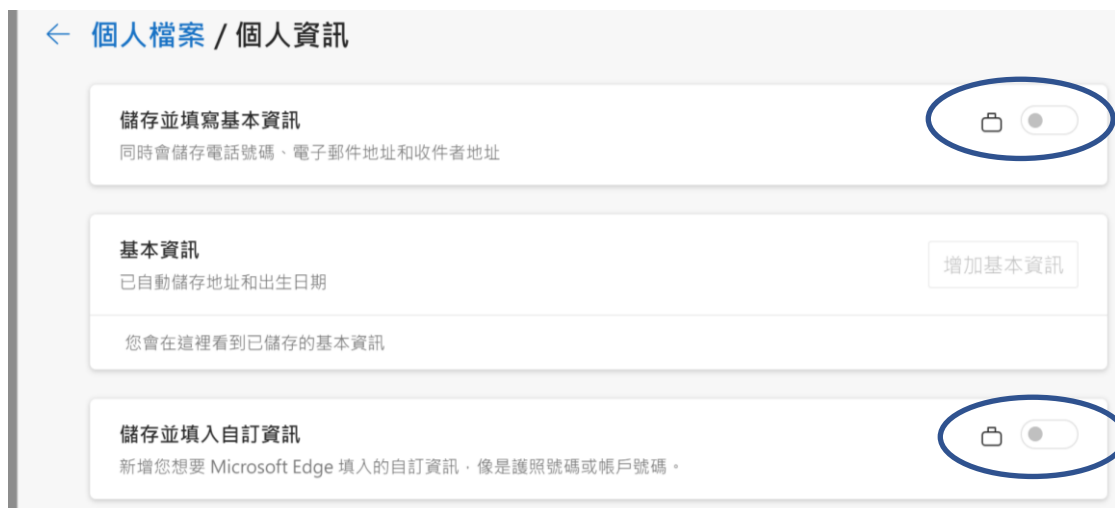 個人檔案 / 個人資訊
儲存並填寫基本資訊
同時會儲存電話號碼、電子郵件地址和收件者地址
基本資訊
已自動儲存地址和出生日期
增加基本資訊
您會在這裡看到已儲存的基本資訊
儲存並填入自訂資訊
新增您想要 Microsoft Edge 填入的自訂資訊，像是護照號碼或帳戶號碼。